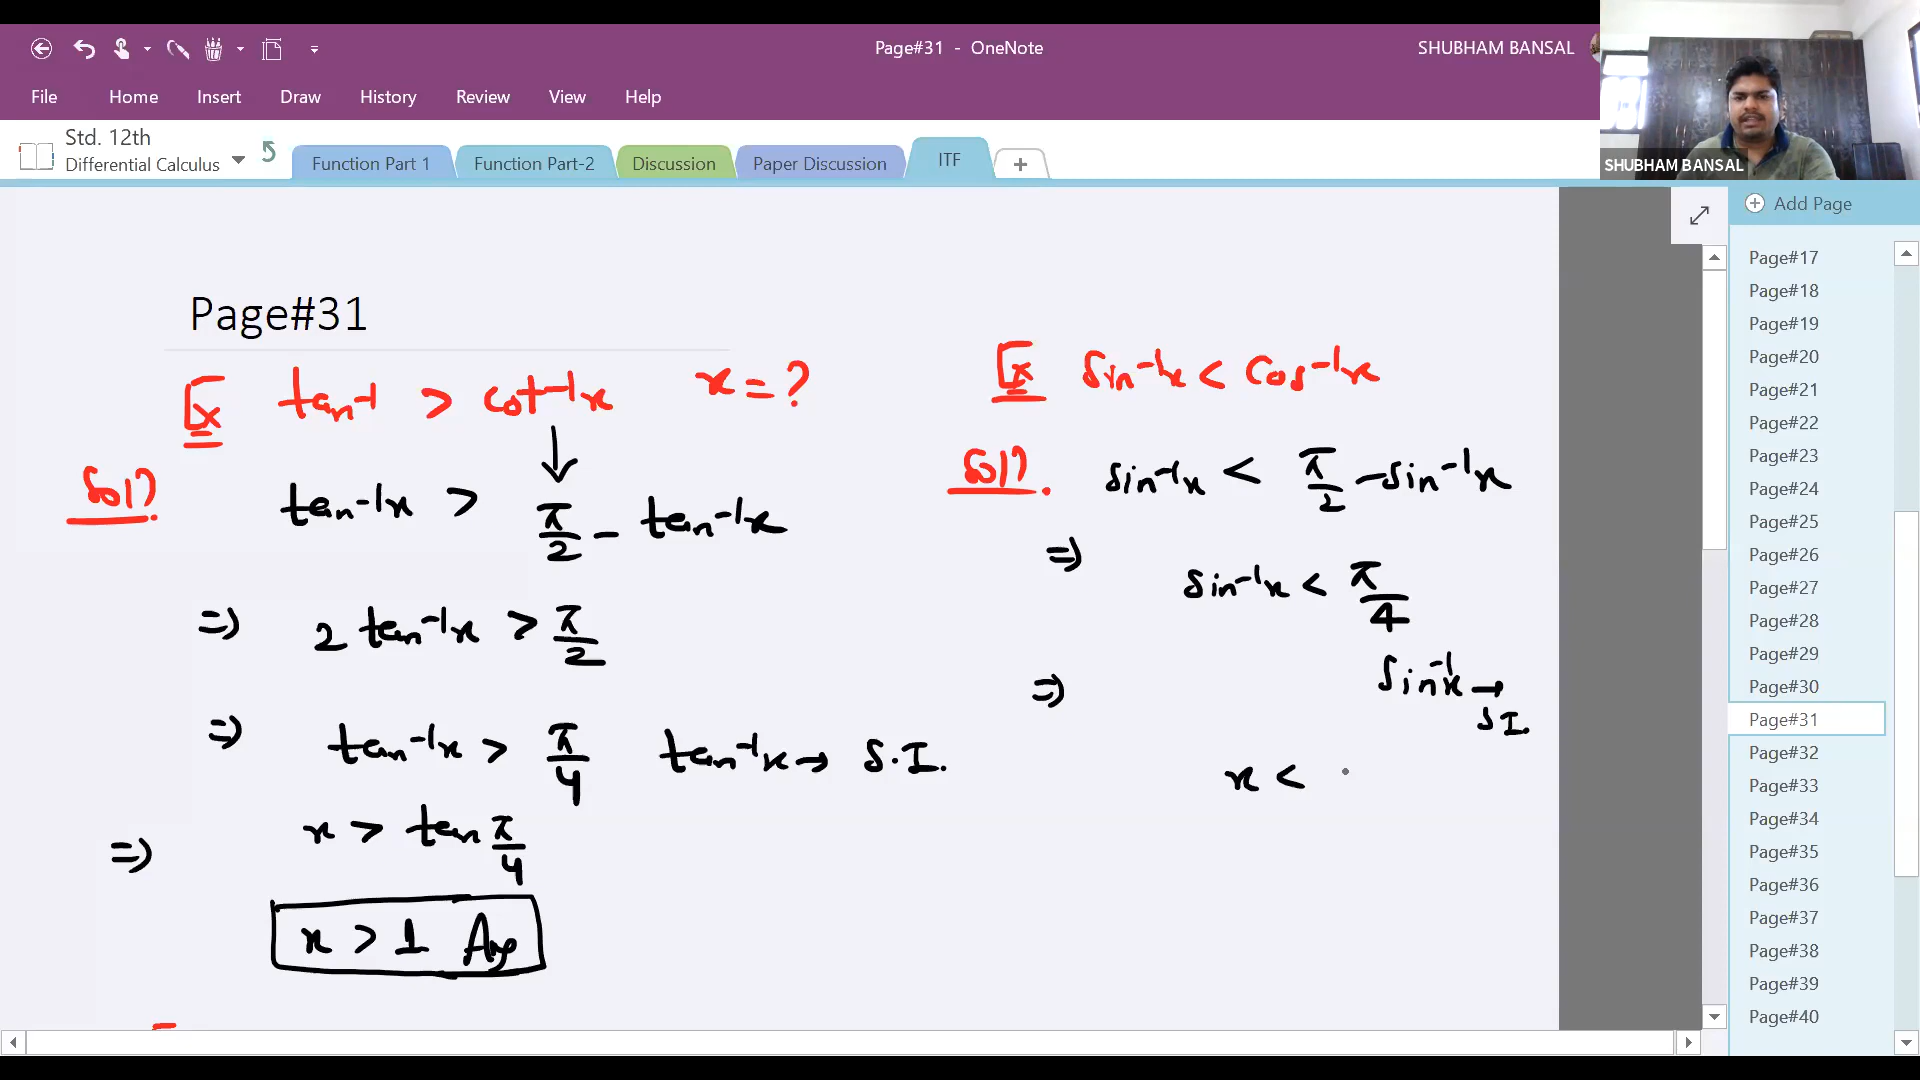 Page#31 - OneNote
SHUBHAM BANSAL
File Home Insert Draw History Review View Help
SHUBHAM BANSAL
Std. 12th
Differential Calculus
Function Part 1 Function Part-2 Discussion Paper Discussion ITF +
Add Page
Page#31
Ex tan⁻¹ > cot⁻¹x x = ?
Solⁿ.
tan⁻¹x > π/2 - tan⁻¹x
⇒ 2 tan⁻¹x > π/2
⇒ tan⁻¹x > π/4 tan⁻¹x → S.I.
⇒ x > tan π/4
x > 1 Ans
Ex sin⁻¹x < cos⁻¹x
Solⁿ.
sin⁻¹x < π/2 - sin⁻¹x
⇒ sin⁻¹x < π/4
⇒ sin⁻¹x → S.I.
x <
Page#17
Page#18
Page#19
Page#20
Page#21
Page#22
Page#23
Page#24
Page#25
Page#26
Page#27
Page#28
Page#29
Page#30
Page#31
Page#32
Page#33
Page#34
Page#35
Page#36
Page#37
Page#38
Page#39
Page#40